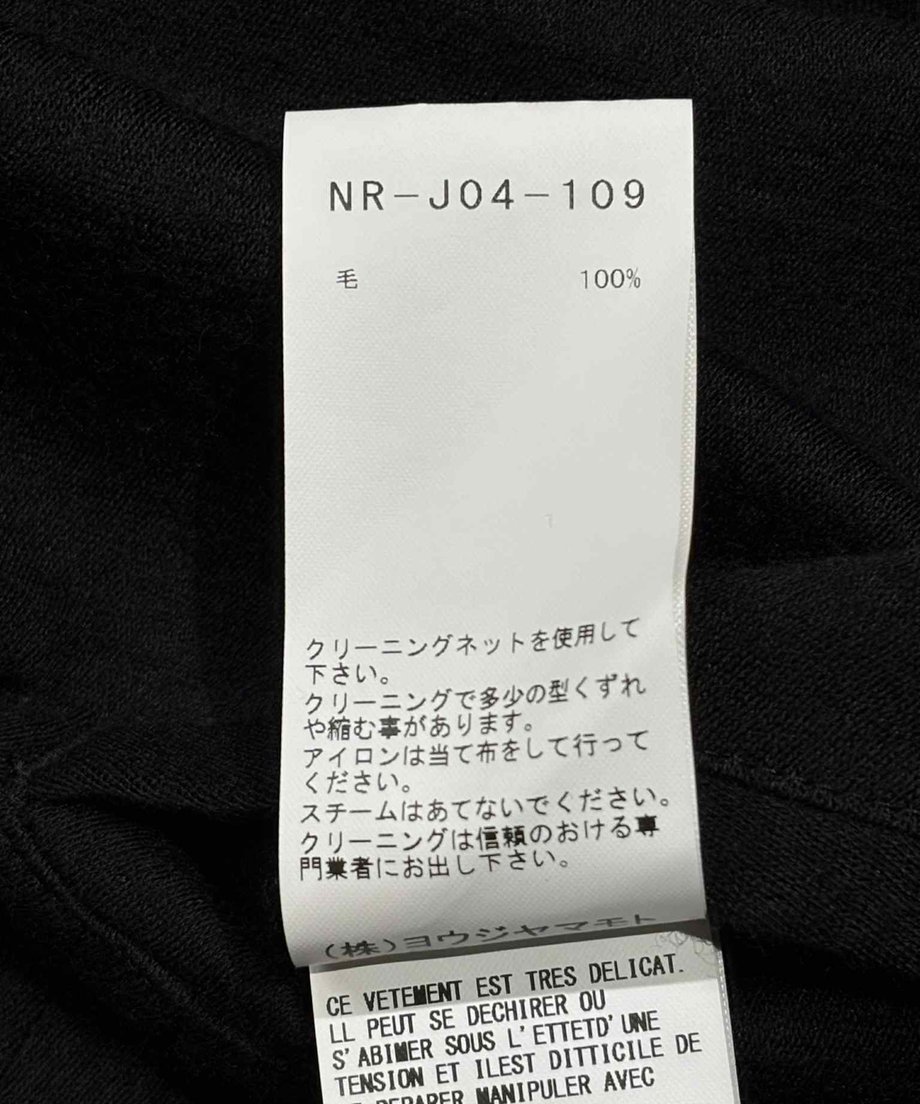 NR-J04-109
毛 100%
クリーニングネットを使用して
下さい。
クリーニングで多少の型くずれ
や縮む事があります。
アイロンは当て布をして行って
ください。
スチームはあてないでください。
クリーニングは信頼のおける専
門業者にお出し下さい。
(株)ヨウジヤマモト
CE VETEMENT EST TRES DELICAT.
LL PEUT SE DECHIRER OU
S'ABIMER SOUS L'ETTETD'UNE
TENSION ET ILEST DITTICILE DE
REPARER MANIPULER AVEC